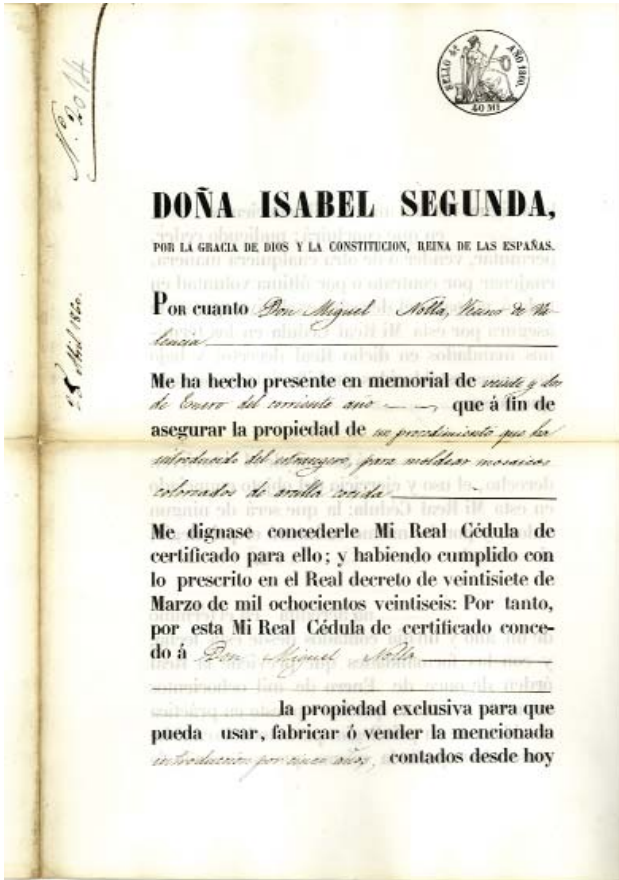 Nº 2014
SELLO 4º AÑO 1860.
40 Ms
25 Abril 1860.
DOÑA ISABEL SEGUNDA,
POR LA GRACIA DE DIOS Y LA CONSTITUCION, REINA DE LAS ESPAÑAS.
Por cuanto Don Miguel Nolla, Vecino de Va-
lencia
Me ha hecho presente en memorial de veinte y dos
de Enero del corriente año que á fin de
asegurar la propiedad de un procedimiento que ha
introducido del estrangero, para moldear mosaicos
colorados de arcilla cocida
Me dignase concederle Mi Real Cédula de
certificado para ello; y habiendo cumplido con
lo prescrito en el Real decreto de veintisiete de
Marzo de mil ochocientos veintiseis: Por tanto,
por esta Mi Real Cédula de certificado conce-
do á Don Miguel Nolla
la propiedad exclusiva para que
pueda usar, fabricar ó vender la mencionada
introduccion por cinco años, contados desde hoy